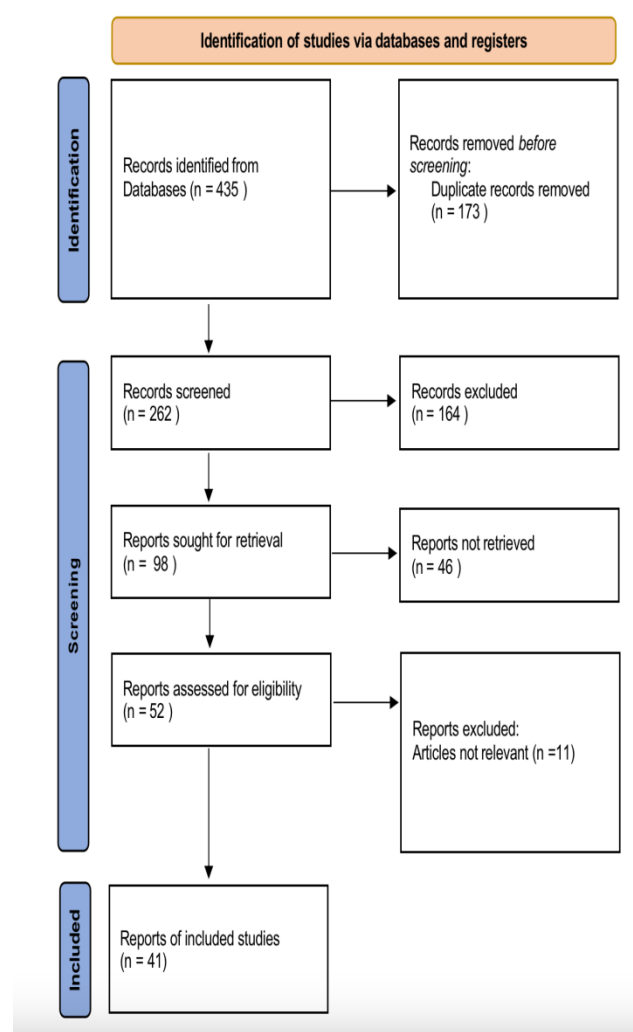 Identification of studies via databases and registers
Identification
Records identified from
Databases (n = 435 )
Records removed before
screening:
Duplicate records removed
(n = 173 )
Screening
Records screened
(n = 262 )
Records excluded
(n = 164 )
Reports sought for retrieval
(n = 98 )
Reports not retrieved
(n = 46 )
Reports assessed for eligibility
(n = 52 )
Reports excluded:
Articles not relevant (n =11)
Included
Reports of included studies
(n = 41)